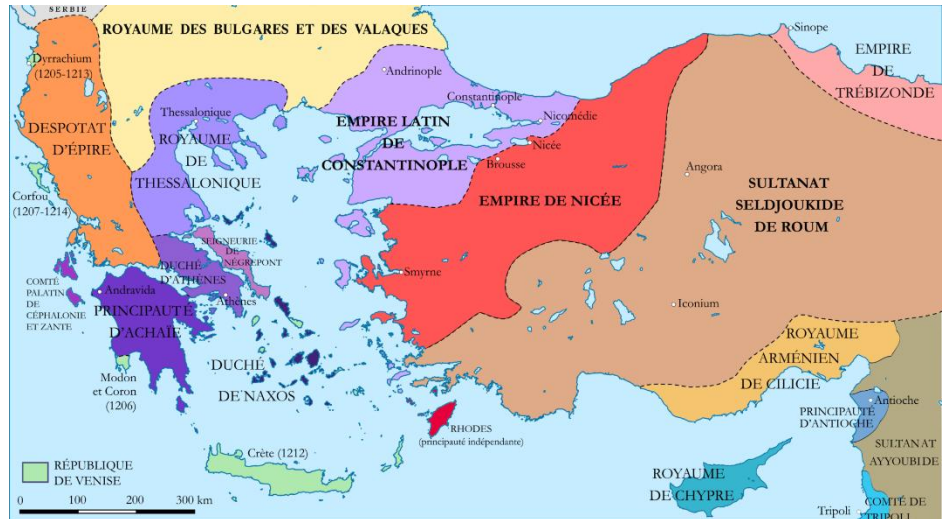 SERBIE
ROYAUME DES BULGARES ET DES VALAQUES
Sinope
Dyrrachium
(1205-1213)
Andrinople
EMPIRE
DE
TRÉBIZONDE
Constantinople
Thessalonique
DESPOTAT
D'ÉPIRE
EMPIRE LATIN
DE
CONSTANTINOPLE
Nicomédie
ROYAUME
DE
THESSALONIQUE
Nicée
Brousse
Angora
Corfou
(1207-1214)
EMPIRE DE NICÉE
SULTANAT
SELDJOUKIDE
DE ROUM
SEIGNEURIE
DE
NÉGREPONT
DUCHÉ
D'ATHÈNES
Smyrne
COMTÉ
PALATIN
DE
CÉPHALONIE
ET ZANTE
Andravida
Athènes
Iconium
PRINCIPAUTÉ
D'ACHAÏE
ROYAUME
ARMÉNIEN
DE CILICIE
Modon
et Coron
(1206)
DUCHÉ
DE NAXOS
Antioche
PRINCIPAUTÉ
D'ANTIOCHE
RHODES
(principauté indépendante)
SULTANAT
AYYOUBIDE
Crète (1212)
RÉPUBLIQUE
DE VENISE
ROYAUME
DE CHYPRE
0 100 200 300 km
Tripoli
COMTÉ DE
TRIPOLI